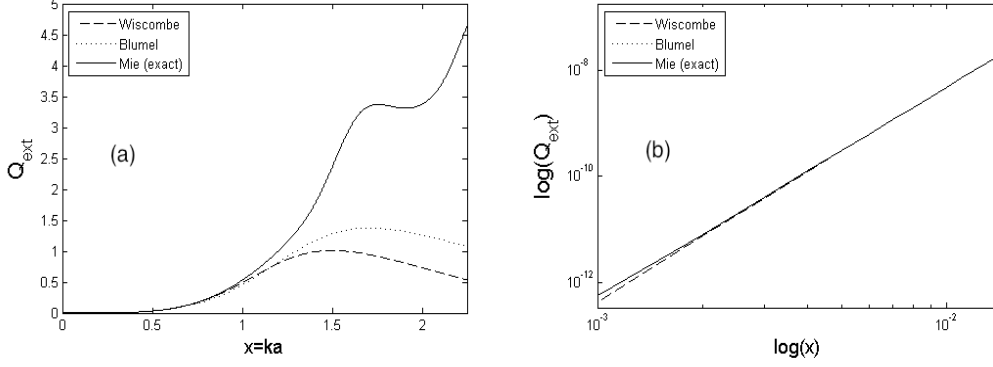 5
4.5
4
3.5
3
2.5
2
1.5
1
0.5
0
Q_ext
Wiscombe
Blumel
Mie (exact)
(a)
0 0.5 1 1.5 2
x=ka
10^-8
10^-10
10^-12
log(Q_ext)
Wiscombe
Blumel
Mie (exact)
(b)
10^-3 10^-2
log(x)